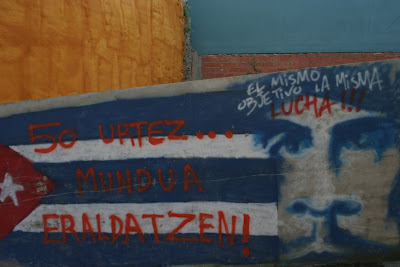 50 URTEZ...
MUNDUA
ERALDATZEN!
EL MISMO
OBJETIVO LA MISMA
LUCHA!!!